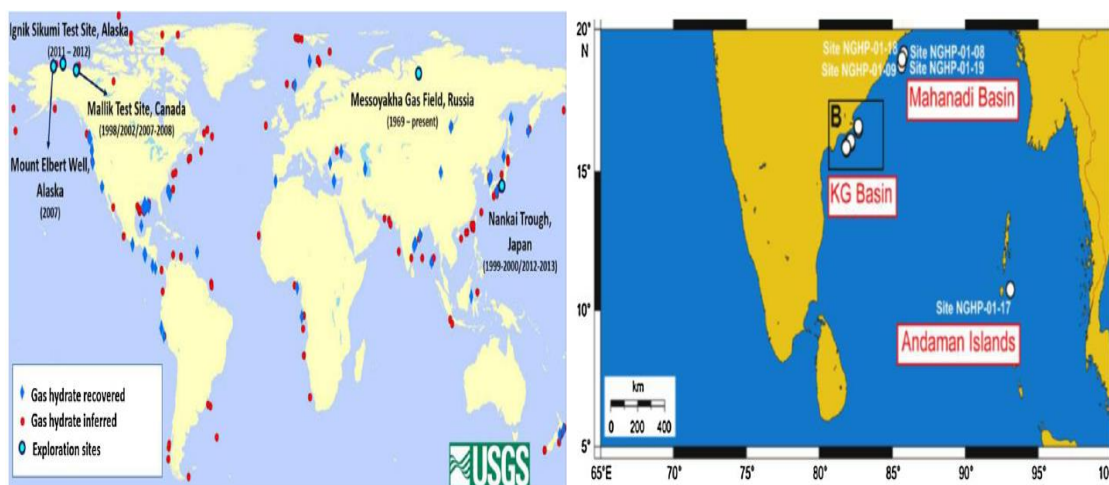 Ignik Sikumi Test Site, Alaska
(2011 – 2012)
Mallik Test Site, Canada
(1998/2002/2007-2008)
Mount Elbert Well,
Alaska
(2007)
Messoyakha Gas Field, Russia
(1969 – present)
Nankai Trough,
Japan
(1999-2000/2012-2013)
Gas hydrate recovered
Gas hydrate inferred
Exploration sites
USGS
20°
N
15°
10°
5°
65°E
70°
75°
80°
85°
90°
95°
Site NGHP-01-08
Site NGHP-01-09
Site NGHP-01-19
Mahanadi Basin
B
KG Basin
Site NGHP-01-17
Andaman Islands
km
0 200 400